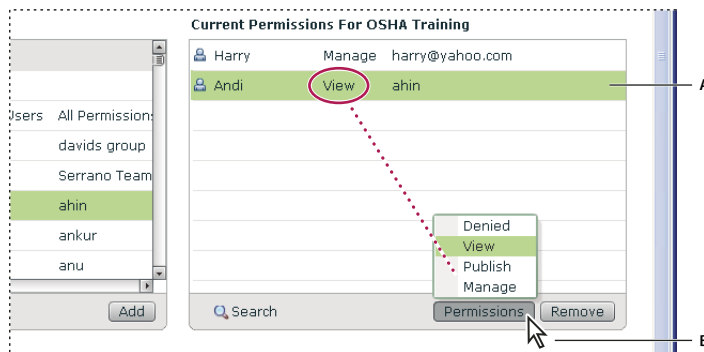 Current Permissions For OSHA Training
Harry Manage harry@yahoo.com
Andi View ahin
A
Users All Permissions
davids group
Serrano Team
ahin
ankur
anu
Denied
View
Publish
Manage
Add
Search
Permissions Remove